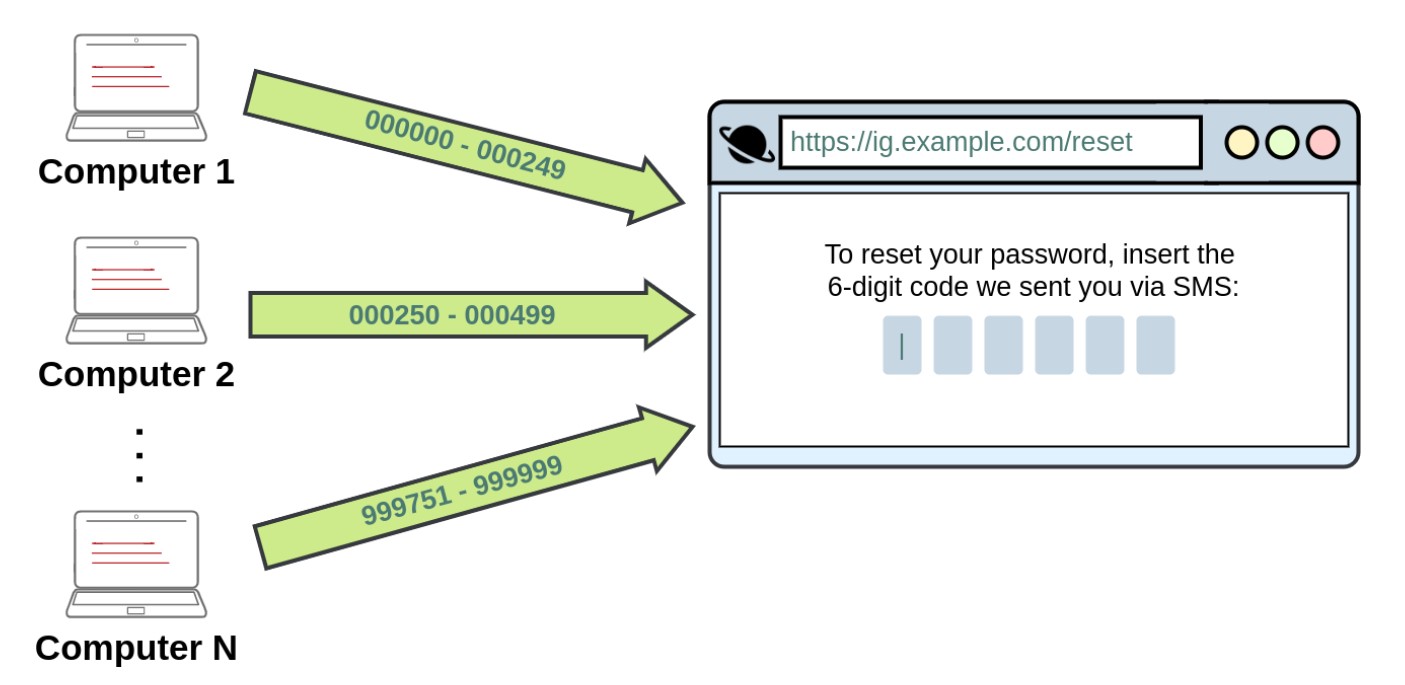 Computer 1
000000 - 000249
Computer 2
000250 - 000499
Computer N
999751 - 999999
https://ig.example.com/reset
To reset your password, insert the
6-digit code we sent you via SMS: